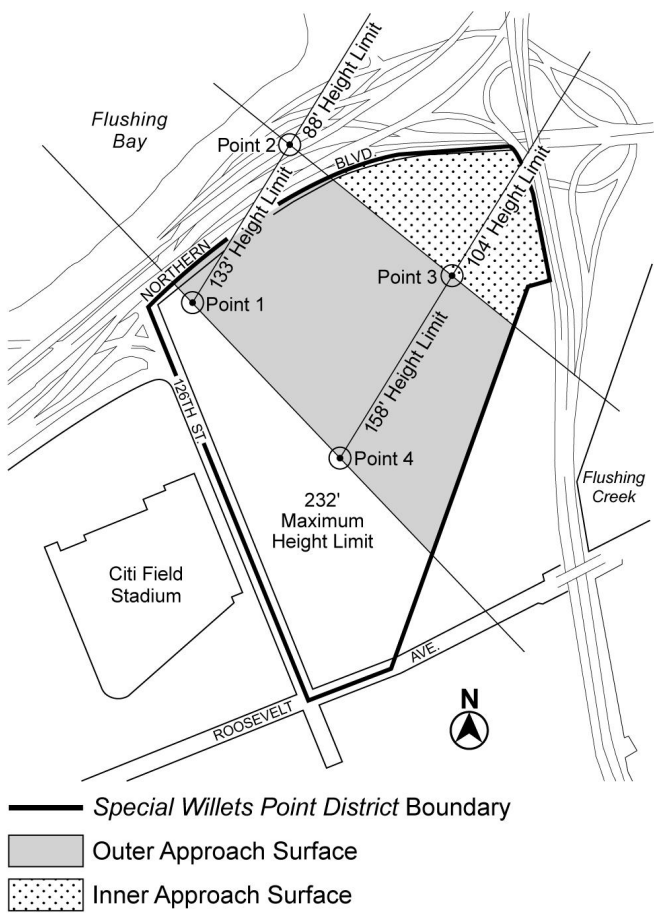 88' Height Limit
Flushing
Bay
Point 2
BLVD.
133' Height Limit
104' Height Limit
NORTHERN
Point 3
Point 1
158' Height Limit
126TH ST.
Point 4
232'
Maximum
Height Limit
Flushing
Creek
Citi Field
Stadium
AVE.
ROOSEVELT
N
Special Willets Point District Boundary
Outer Approach Surface
Inner Approach Surface